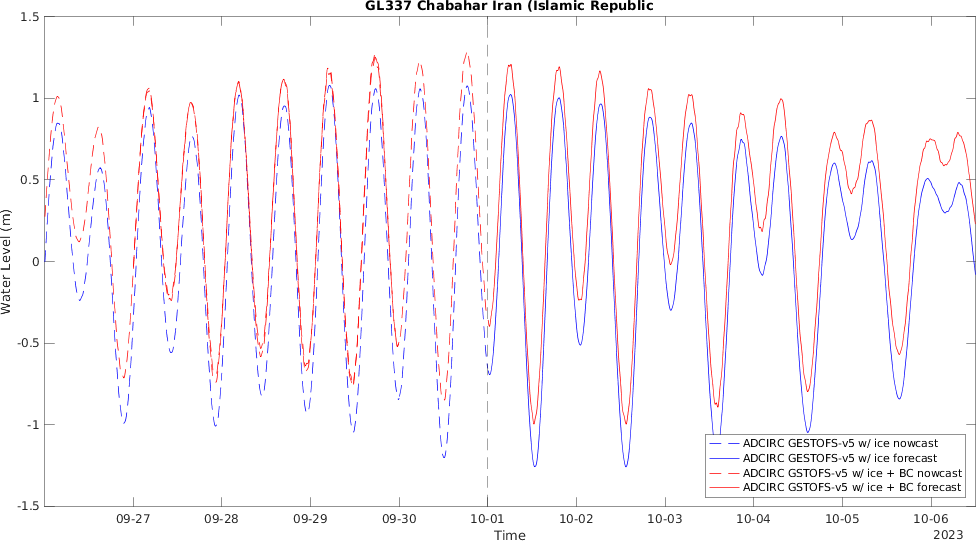 GL337 Chabahar Iran (Islamic Republic
1.5
1
0.5
0
-0.5
-1
-1.5
Water Level (m)
ADCIRC GESTOFS-v5 w/ ice nowcast
ADCIRC GESTOFS-v5 w/ ice forecast
ADCIRC GSTOFS-v5 w/ ice + BC nowcast
ADCIRC GSTOFS-v5 w/ ice + BC forecast
09-27 09-28 09-29 09-30 10-01 10-02 10-03 10-04 10-05 10-06
Time
2023